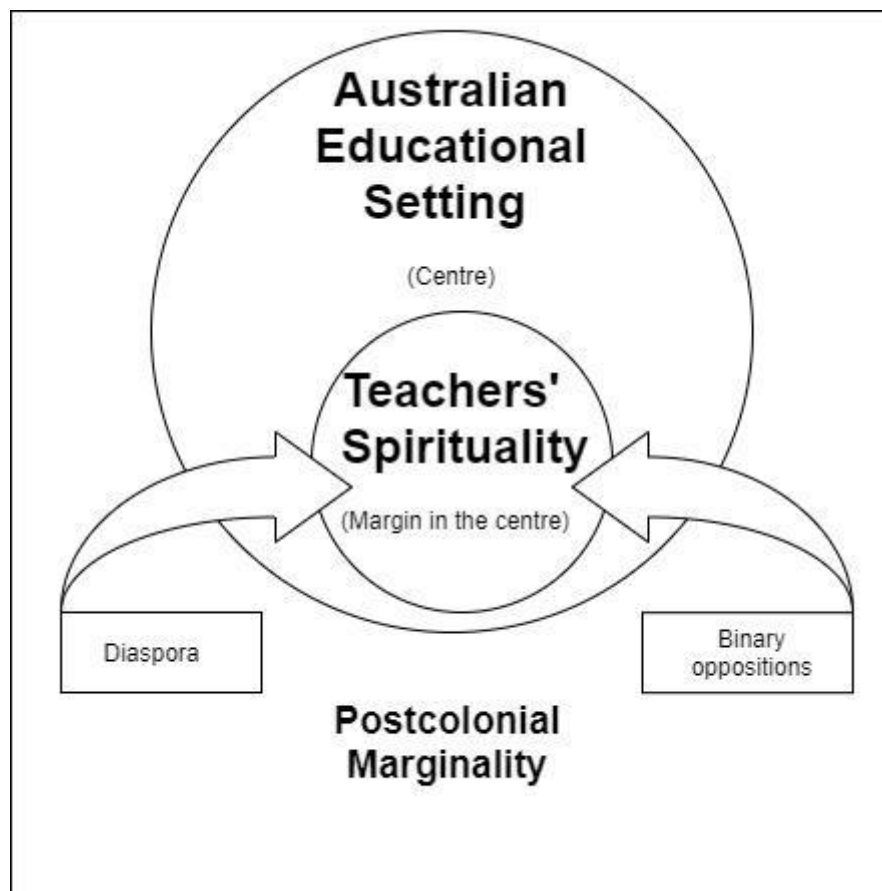 Australian
Educational
Setting
(Centre)
Teachers'
Spirituality
(Margin in the centre)
Diaspora
Binary
oppositions
Postcolonial
Marginality